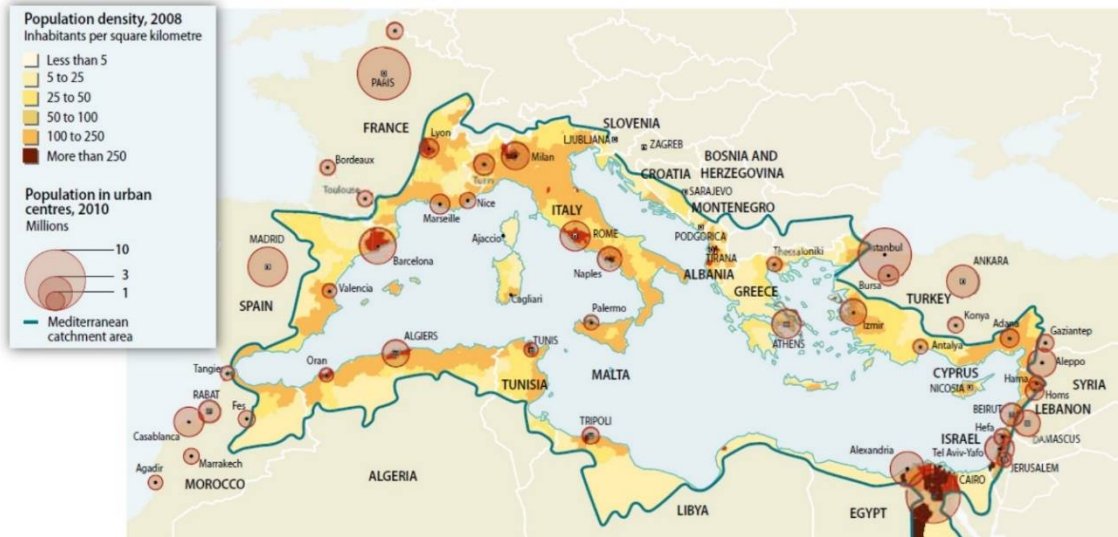 Population density, 2008
Inhabitants per square kilometre
Less than 5
5 to 25
25 to 50
50 to 100
100 to 250
More than 250
Population in urban
centres, 2010
Millions
10
3
1
Mediterranean
catchment area
PARIS
FRANCE
Lyon
Bordeaux
Toulouse
Marseille
Nice
Turin
Milan
LJUBLJANA
SLOVENIA
ZAGREB
CROATIA
BOSNIA AND
HERZEGOVINA
SARAJEVO
MONTENEGRO
PODGORICA
TIRANA
ALBANIA
ITALY
ROME
Naples
Ajaccio
Cagliari
Palermo
MADRID
SPAIN
Barcelona
Valencia
Thessaloniki
GREECE
ATHENS
Istanbul
Bursa
ANKARA
TURKEY
Izmir
Konya
Antalya
Adana
Gaziantep
Aleppo
CYPRUS
NICOSIA
Hama
Homs
SYRIA
BEIRUT
LEBANON
DAMASCUS
Hefa
ISRAEL
Tel Aviv-Yafo
JERUSALEM
Tangier
RABAT
Fes
Casablanca
Marrakech
Agadir
MOROCCO
Oran
ALGIERS
ALGERIA
TUNIS
TUNISIA
MALTA
TRIPOLI
LIBYA
Alexandria
CAIRO
EGYPT